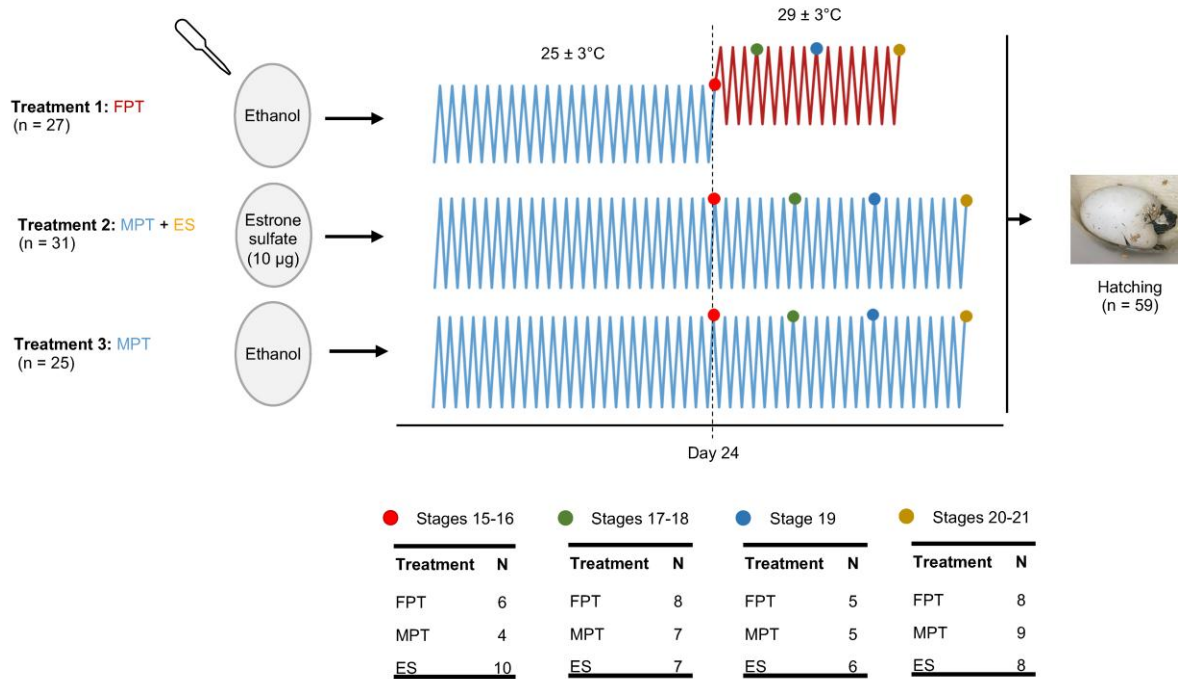 29 ± 3°C
25 ± 3°C
Treatment 1: FPT
(n = 27)
Ethanol
Treatment 2: MPT + ES
(n = 31)
Estrone
sulfate
(10 µg)
Treatment 3: MPT
(n = 25)
Ethanol
Hatching
(n = 59)
Day 24
Stages 15-16
Treatment N
FPT 6
MPT 4
ES 10
Stages 17-18
Treatment N
FPT 8
MPT 7
ES 7
Stage 19
Treatment N
FPT 5
MPT 5
ES 6
Stages 20-21
Treatment N
FPT 8
MPT 9
ES 8